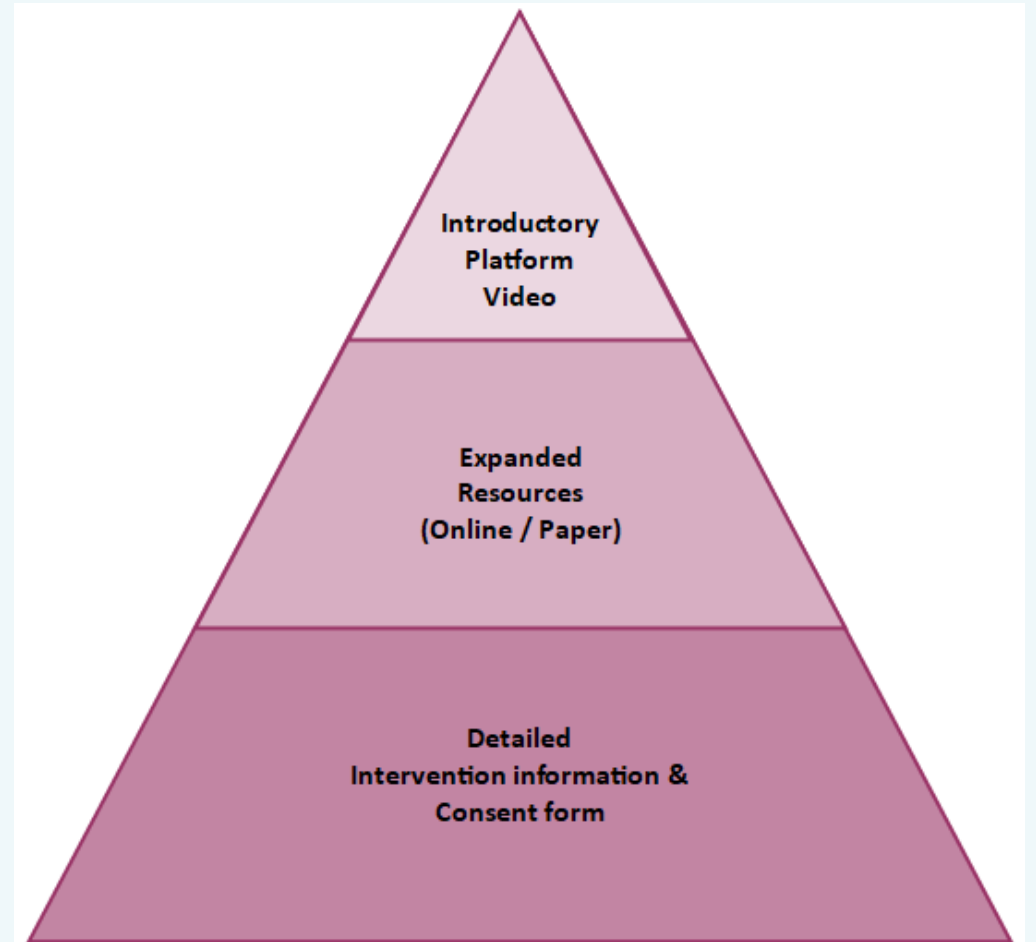 Introductory
Platform
Video
Expanded
Resources
(Online / Paper)
Detailed
Intervention information &
Consent form